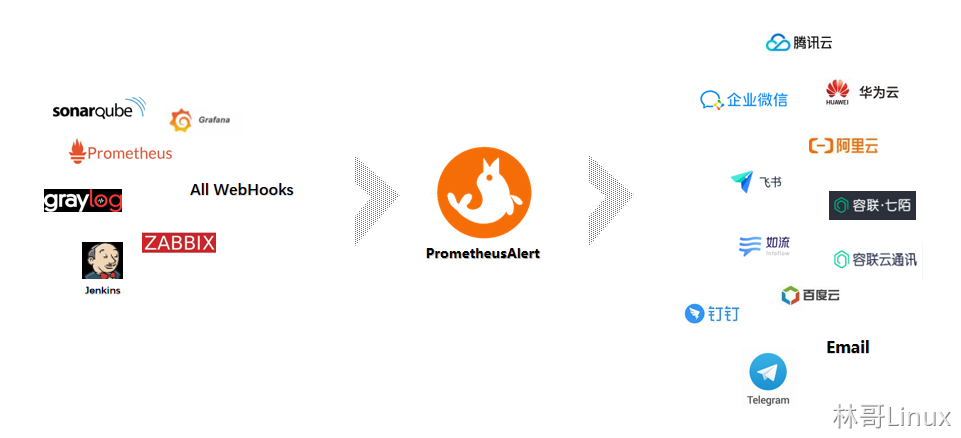 sonarqube
Grafana
Prometheus
graylog
All WebHooks
ZABBIX
Jenkins
PrometheusAlert
腾讯云
企业微信
HUAWEI
华为云
阿里云
飞书
容联·七陌
如流
infoflow
容联云通讯
百度云
钉钉
Email
Telegram
林哥Linux